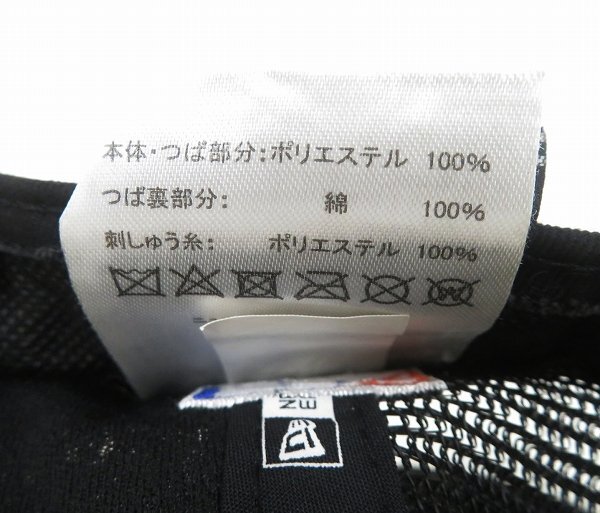 本体・つば部分:ポリエステル 100%
つば裏部分: 綿 100%
刺しゅう糸: ポリエステル 100%